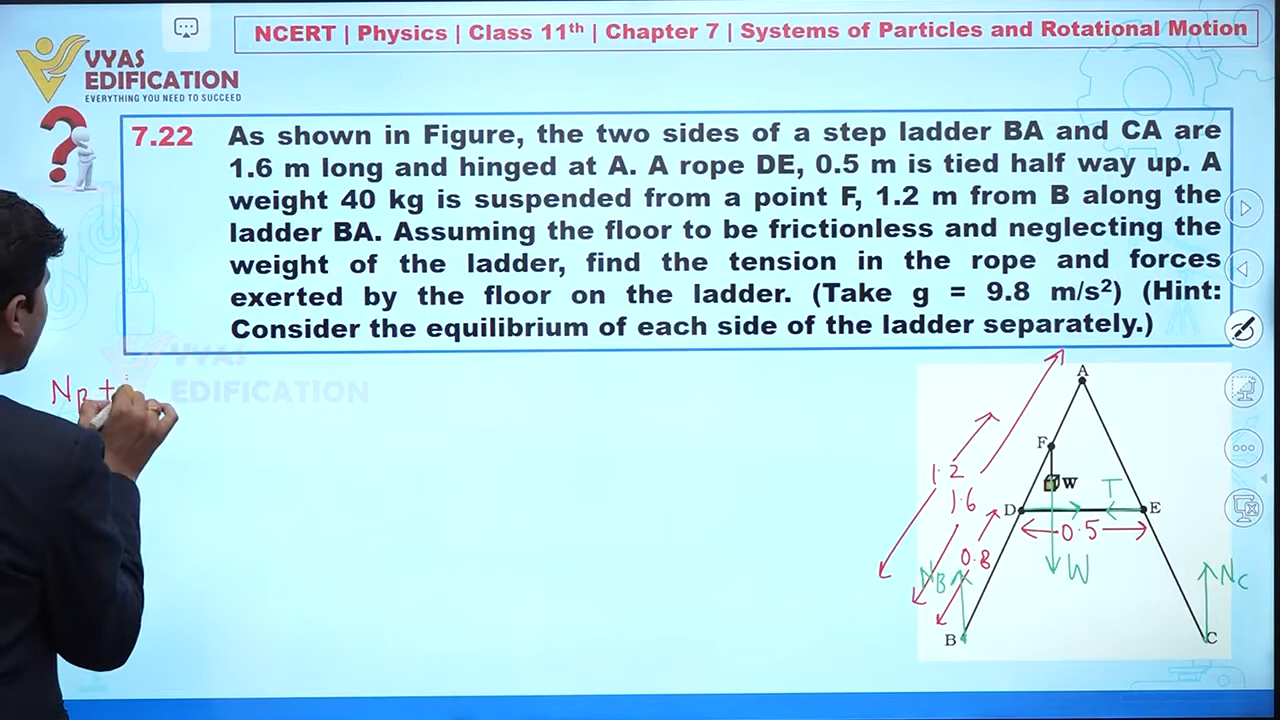 NCERT | Physics | Class 11th | Chapter 7 | Systems of Particles and Rotational Motion
VYAS
EDIFICATION
EVERYTHING YOU NEED TO SUCCEED
7.22 As shown in Figure, the two sides of a step ladder BA and CA are
1.6 m long and hinged at A. A rope DE, 0.5 m is tied half way up. A
weight 40 kg is suspended from a point F, 1.2 m from B along the
ladder BA. Assuming the floor to be frictionless and neglecting the
weight of the ladder, find the tension in the rope and forces
exerted by the floor on the ladder. (Take g = 9.8 m/s²) (Hint:
Consider the equilibrium of each side of the ladder separately.)
VYAS
EDIFICATION
NB +
A
F
1.2
W
T
1.6
D
E
0.5
0.8
W
NB
NC
B
C